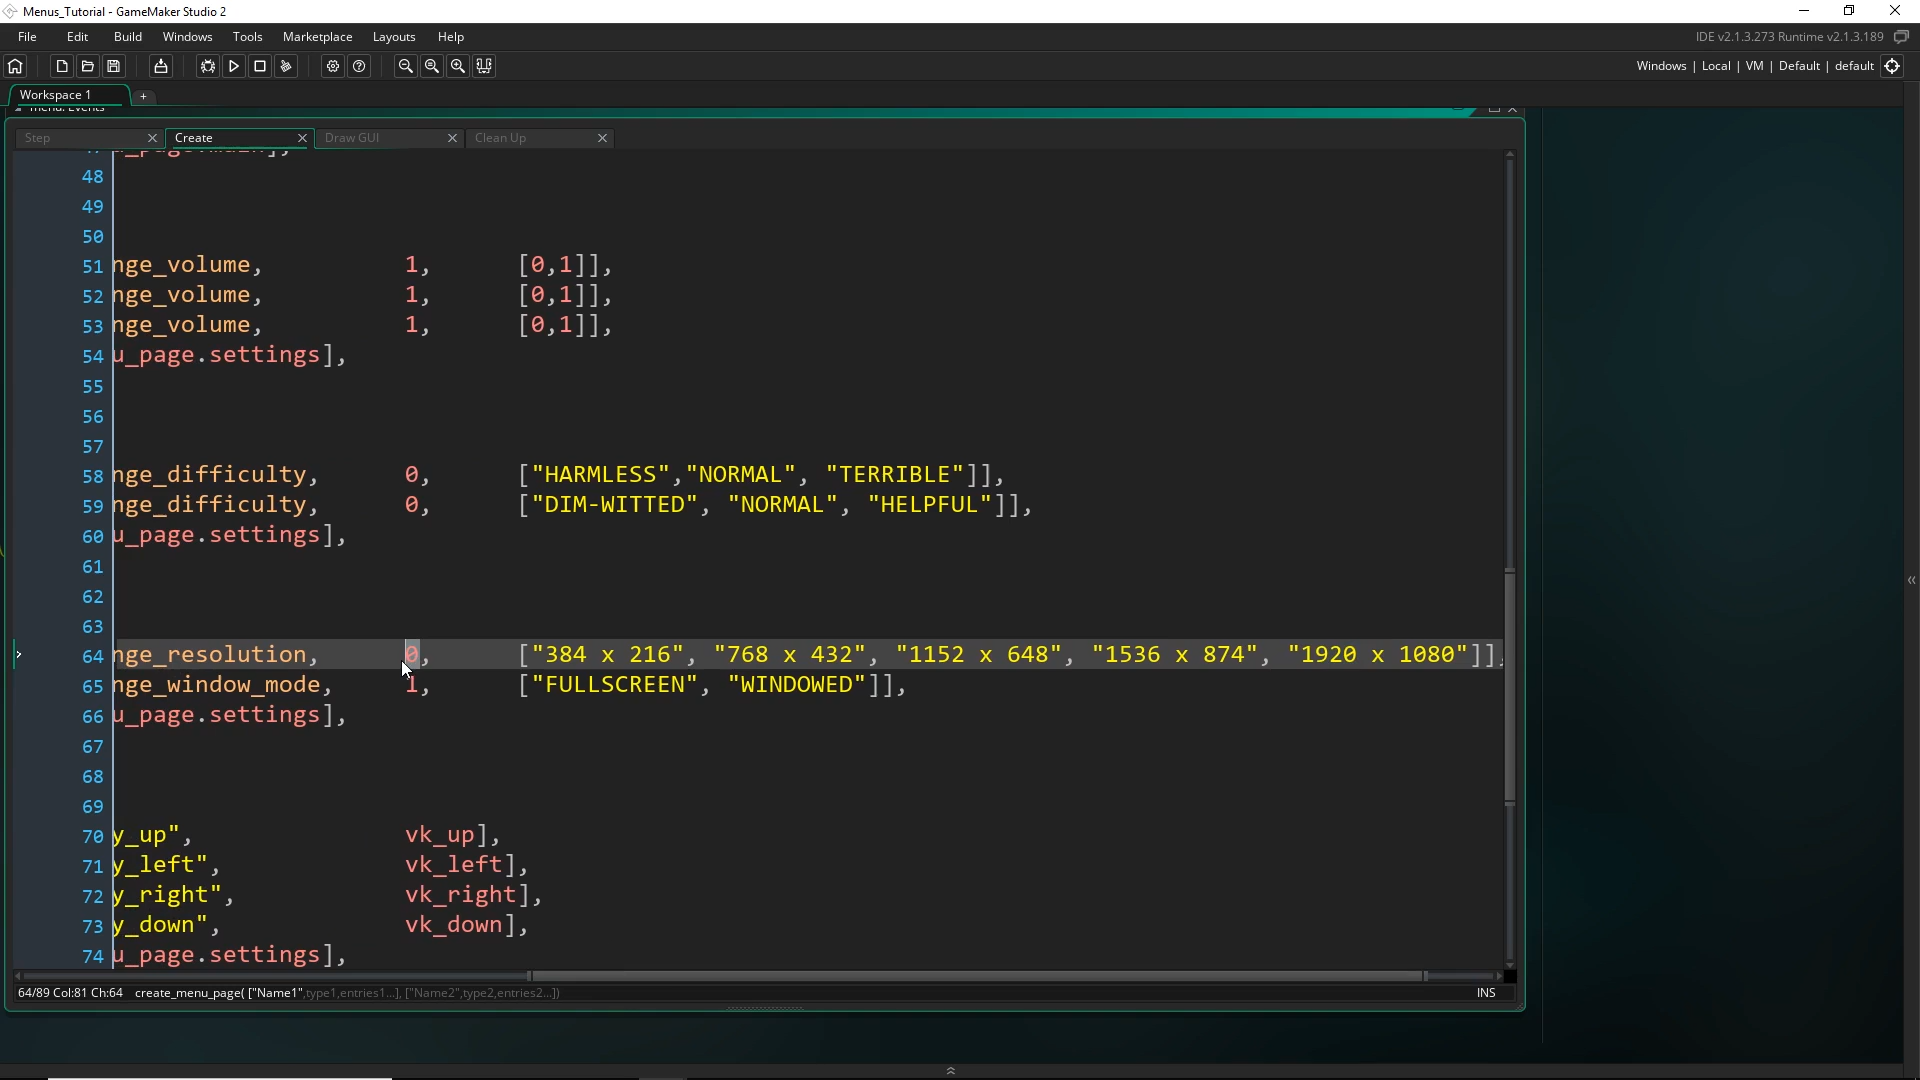 Menus_Tutorial - GameMaker Studio 2
File Edit Build Windows Tools Marketplace Layouts Help
IDE v2.1.3.273 Runtime v2.1.3.189
Windows | Local | VM | Default | default
Workspace 1 +
Step Create Draw GUI Clean Up
48
49
50
51 nge_volume, 1, [0,1]],
52 nge_volume, 1, [0,1]],
53 nge_volume, 1, [0,1]],
54 u_page.settings],
55
56
57
58 nge_difficulty, 0, ["HARMLESS","NORMAL", "TERRIBLE"]],
59 nge_difficulty, 0, ["DIM-WITTED", "NORMAL", "HELPFUL"]],
60 u_page.settings],
61
62
63
64 nge_resolution, 0, ["384 x 216", "768 x 432", "1152 x 648", "1536 x 874", "1920 x 1080"]],
65 nge_window_mode, 1, ["FULLSCREEN", "WINDOWED"]],
66 u_page.settings],
67
68
69
70 y_up", vk_up],
71 y_left", vk_left],
72 y_right", vk_right],
73 y_down", vk_down],
74 u_page.settings],
64/89 Col:81 Ch:64 create_menu_page( ["Name1",type1,entries1...], ["Name2",type2,entries2...])
INS